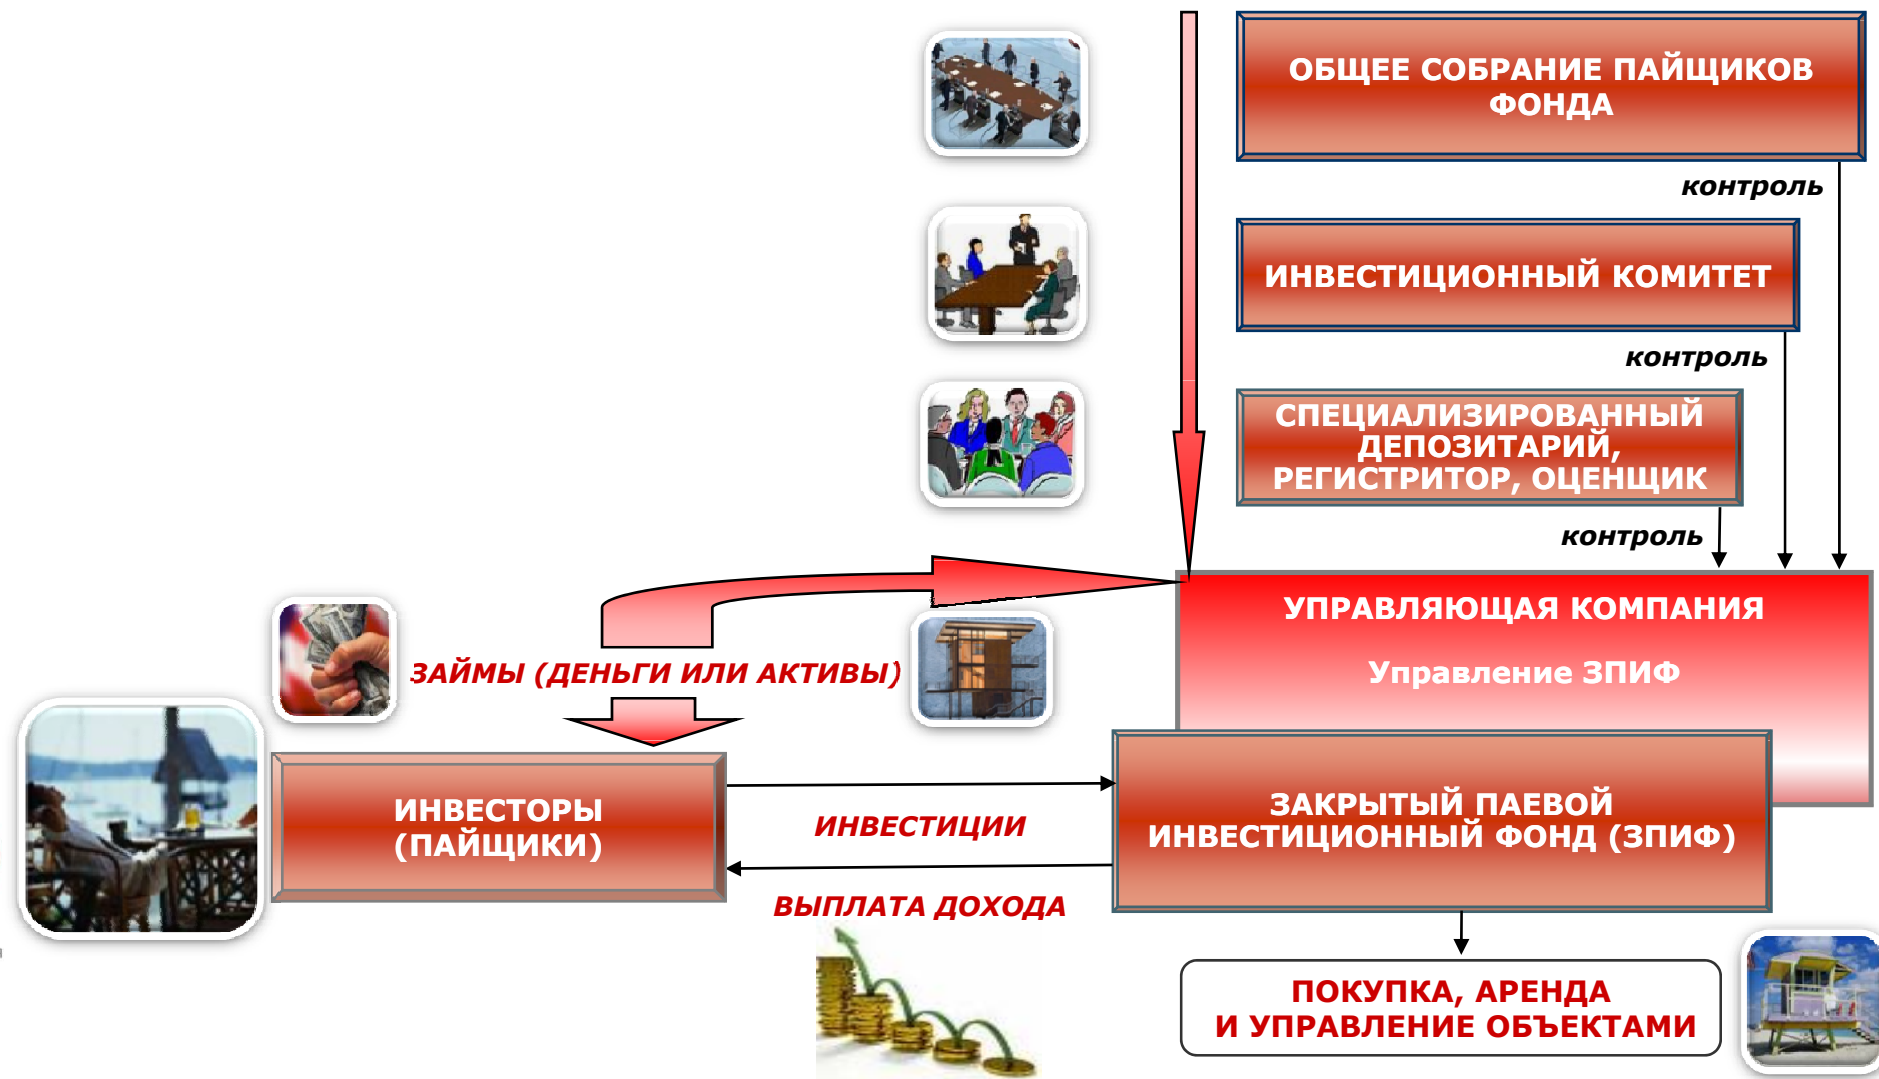 ОБЩЕЕ СОБРАНИЕ ПАЙЩИКОВ
ФОНДА
контроль
ИНВЕСТИЦИОННЫЙ КОМИТЕТ
контроль
СПЕЦИАЛИЗИРОВАННЫЙ
ДЕПОЗИТАРИЙ,
РЕГИСТРИТОР, ОЦЕНЩИК
контроль
УПРАВЛЯЮЩАЯ КОМПАНИЯ
Управление ЗПИФ
ЗАЙМЫ (ДЕНЬГИ ИЛИ АКТИВЫ)
ИНВЕСТОРЫ
(ПАЙЩИКИ)
ИНВЕСТИЦИИ
ВЫПЛАТА ДОХОДА
ЗАКРЫТЫЙ ПАЕВОЙ
ИНВЕСТИЦИОННЫЙ ФОНД (ЗПИФ)
ПОКУПКА, АРЕНДА
И УПРАВЛЕНИЕ ОБЪЕКТАМИ